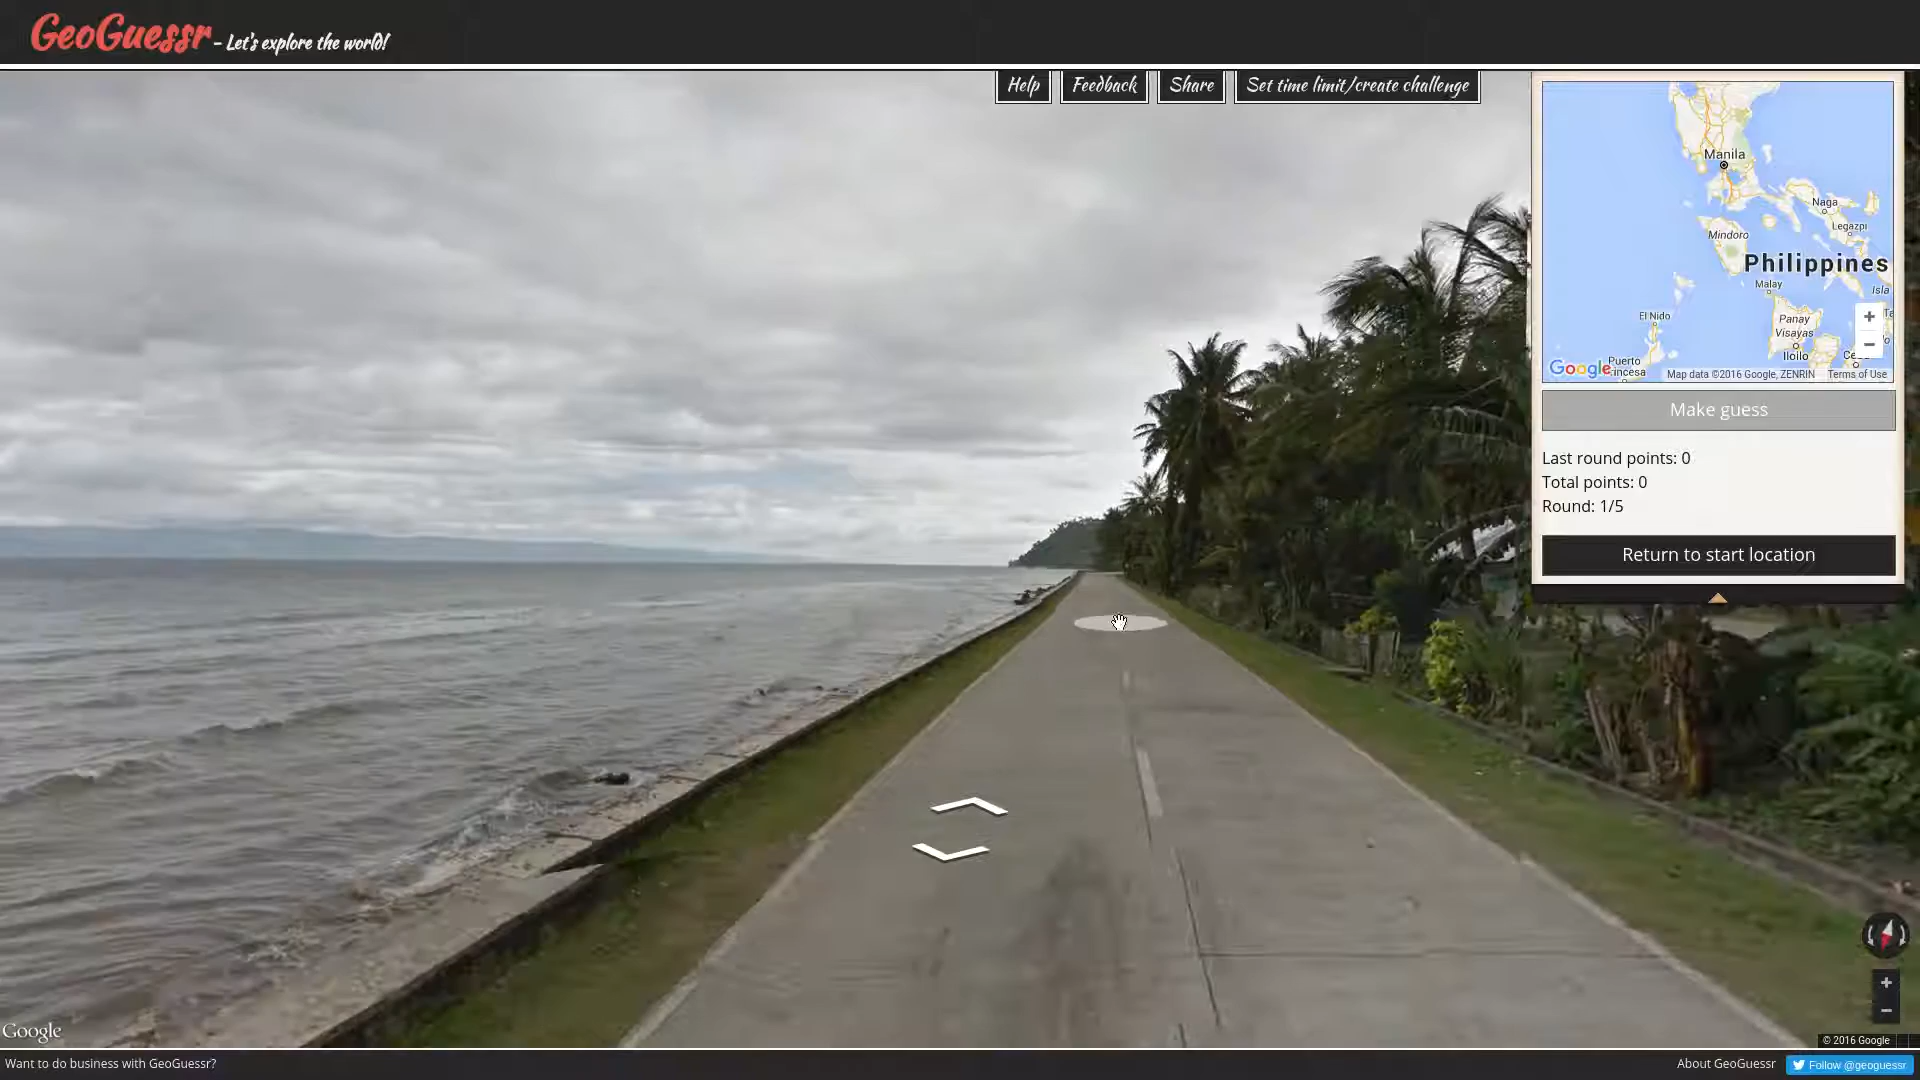 GeoGuessr - Let's explore the world!
Help
Feedback
Share
Set time limit/create challenge
Manila
Naga
Legazpi
Mindoro
Philippines
Malay
Isla
El Nido
Panay
Visayas
Iloilo
Puerto
incesa
Google
Map data ©2016 Google, ZENRIN
Terms of Use
+
−
Make guess
Last round points: 0
Total points: 0
Round: 1/5
Return to start location
+
−
Google
© 2016 Google
Want to do business with GeoGuessr?
About GeoGuessr
Follow @geoguessr